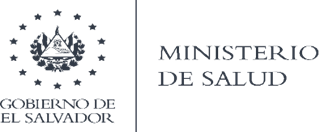 GOBIERNO DE
EL SALVADOR
MINISTERIO
DE SALUD